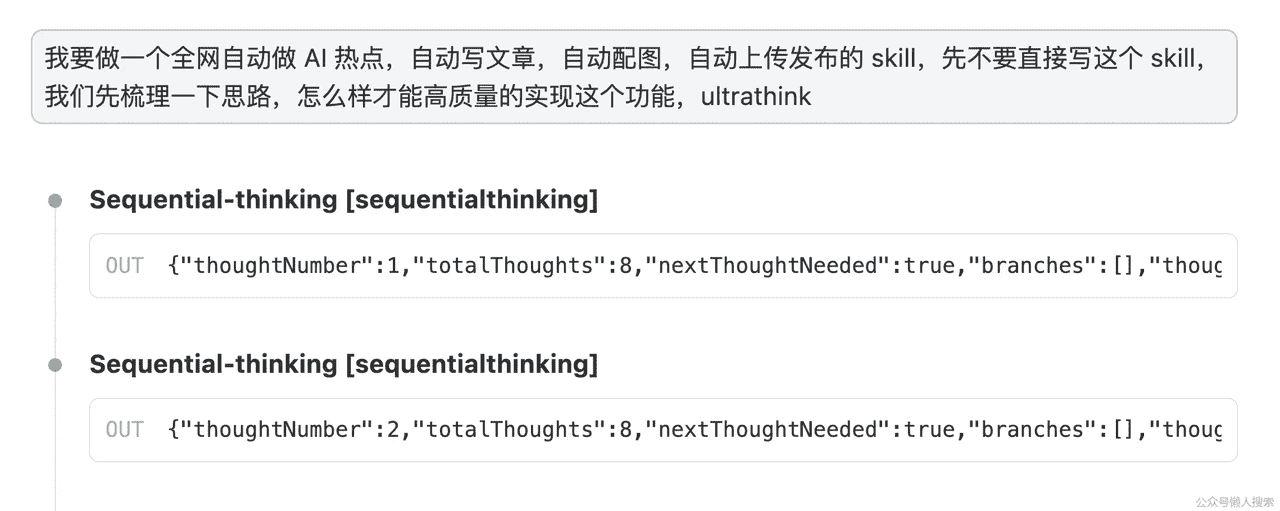 我要做一个全网自动做 AI 热点，自动写文章，自动配图，自动上传发布的 skill，先不要直接写这个 skill，
我们先梳理一下思路，怎么样才能高质量的实现这个功能，ultrathink
Sequential-thinking [sequentialthinking]
OUT {"thoughtNumber":1,"totalThoughts":8,"nextThoughtNeeded":true,"branches":[],"thoug
Sequential-thinking [sequentialthinking]
OUT {"thoughtNumber":2,"totalThoughts":8,"nextThoughtNeeded":true,"branches":[],"thoug
公众号懒人搜索